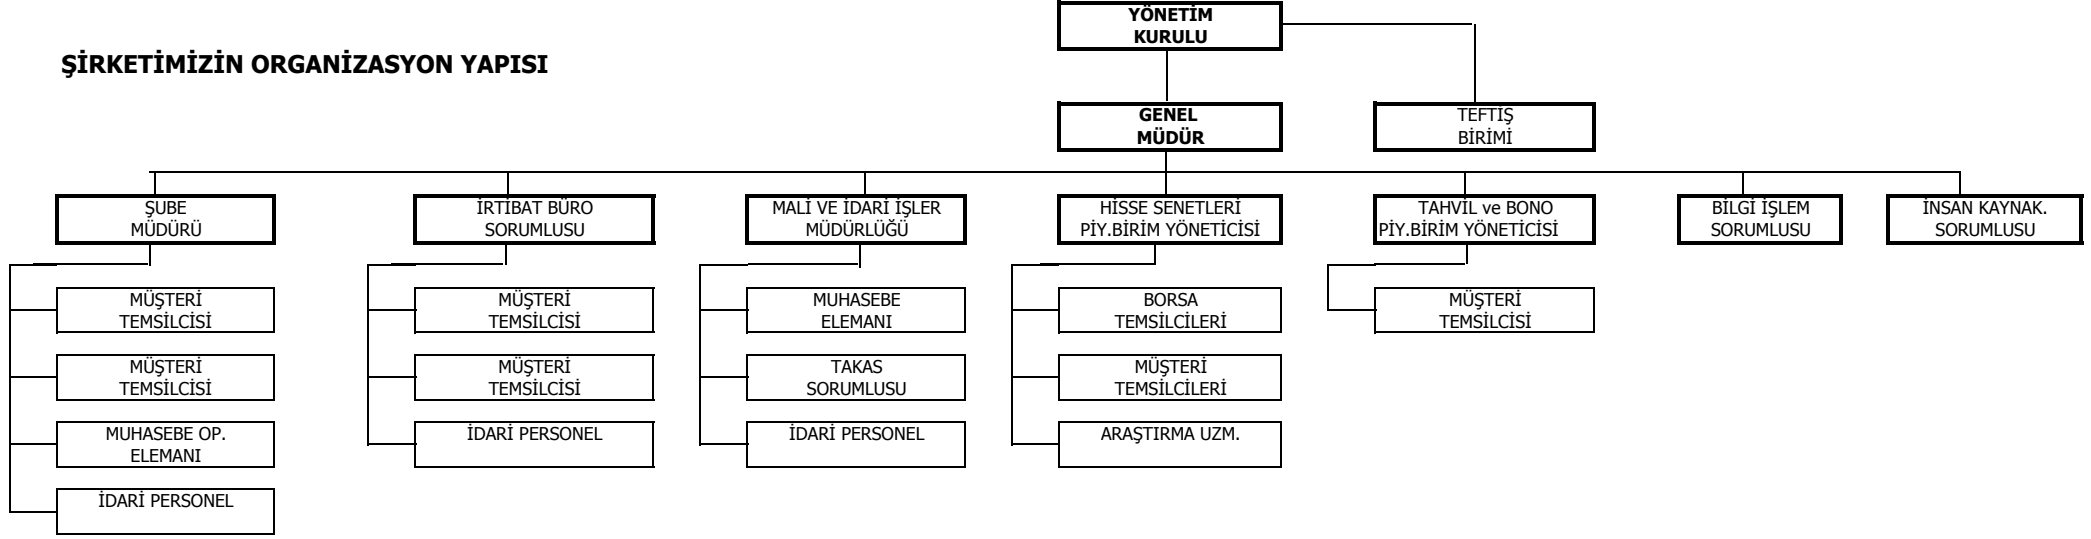 YÖNETİM
KURULU
ŞİRKETİMİZİN ORGANİZASYON YAPISI
GENEL
MÜDÜR
TEFTİŞ
BİRİMİ
ŞUBE
MÜDÜRÜ
İRTİBAT BÜRO
SORUMLUSU
MALİ VE İDARİ İŞLER
MÜDÜRLÜĞÜ
HİSSE SENETLERİ
PİY.BİRİM YÖNETİCİSİ
TAHVİL ve BONO
PİY.BİRİM YÖNETİCİSİ
BİLGİ İŞLEM
SORUMLUSU
İNSAN KAYNAK.
SORUMLUSU
MÜŞTERİ
TEMSİLCİSİ
MÜŞTERİ
TEMSİLCİSİ
MUHASEBE
ELEMANI
BORSA
TEMSİLCİLERİ
MÜŞTERİ
TEMSİLCİSİ
MÜŞTERİ
TEMSİLCİSİ
MÜŞTERİ
TEMSİLCİSİ
TAKAS
SORUMLUSU
MÜŞTERİ
TEMSİLCİLERİ
MUHASEBE OP.
ELEMANI
İDARİ PERSONEL
İDARİ PERSONEL
ARAŞTIRMA UZM.
İDARİ PERSONEL